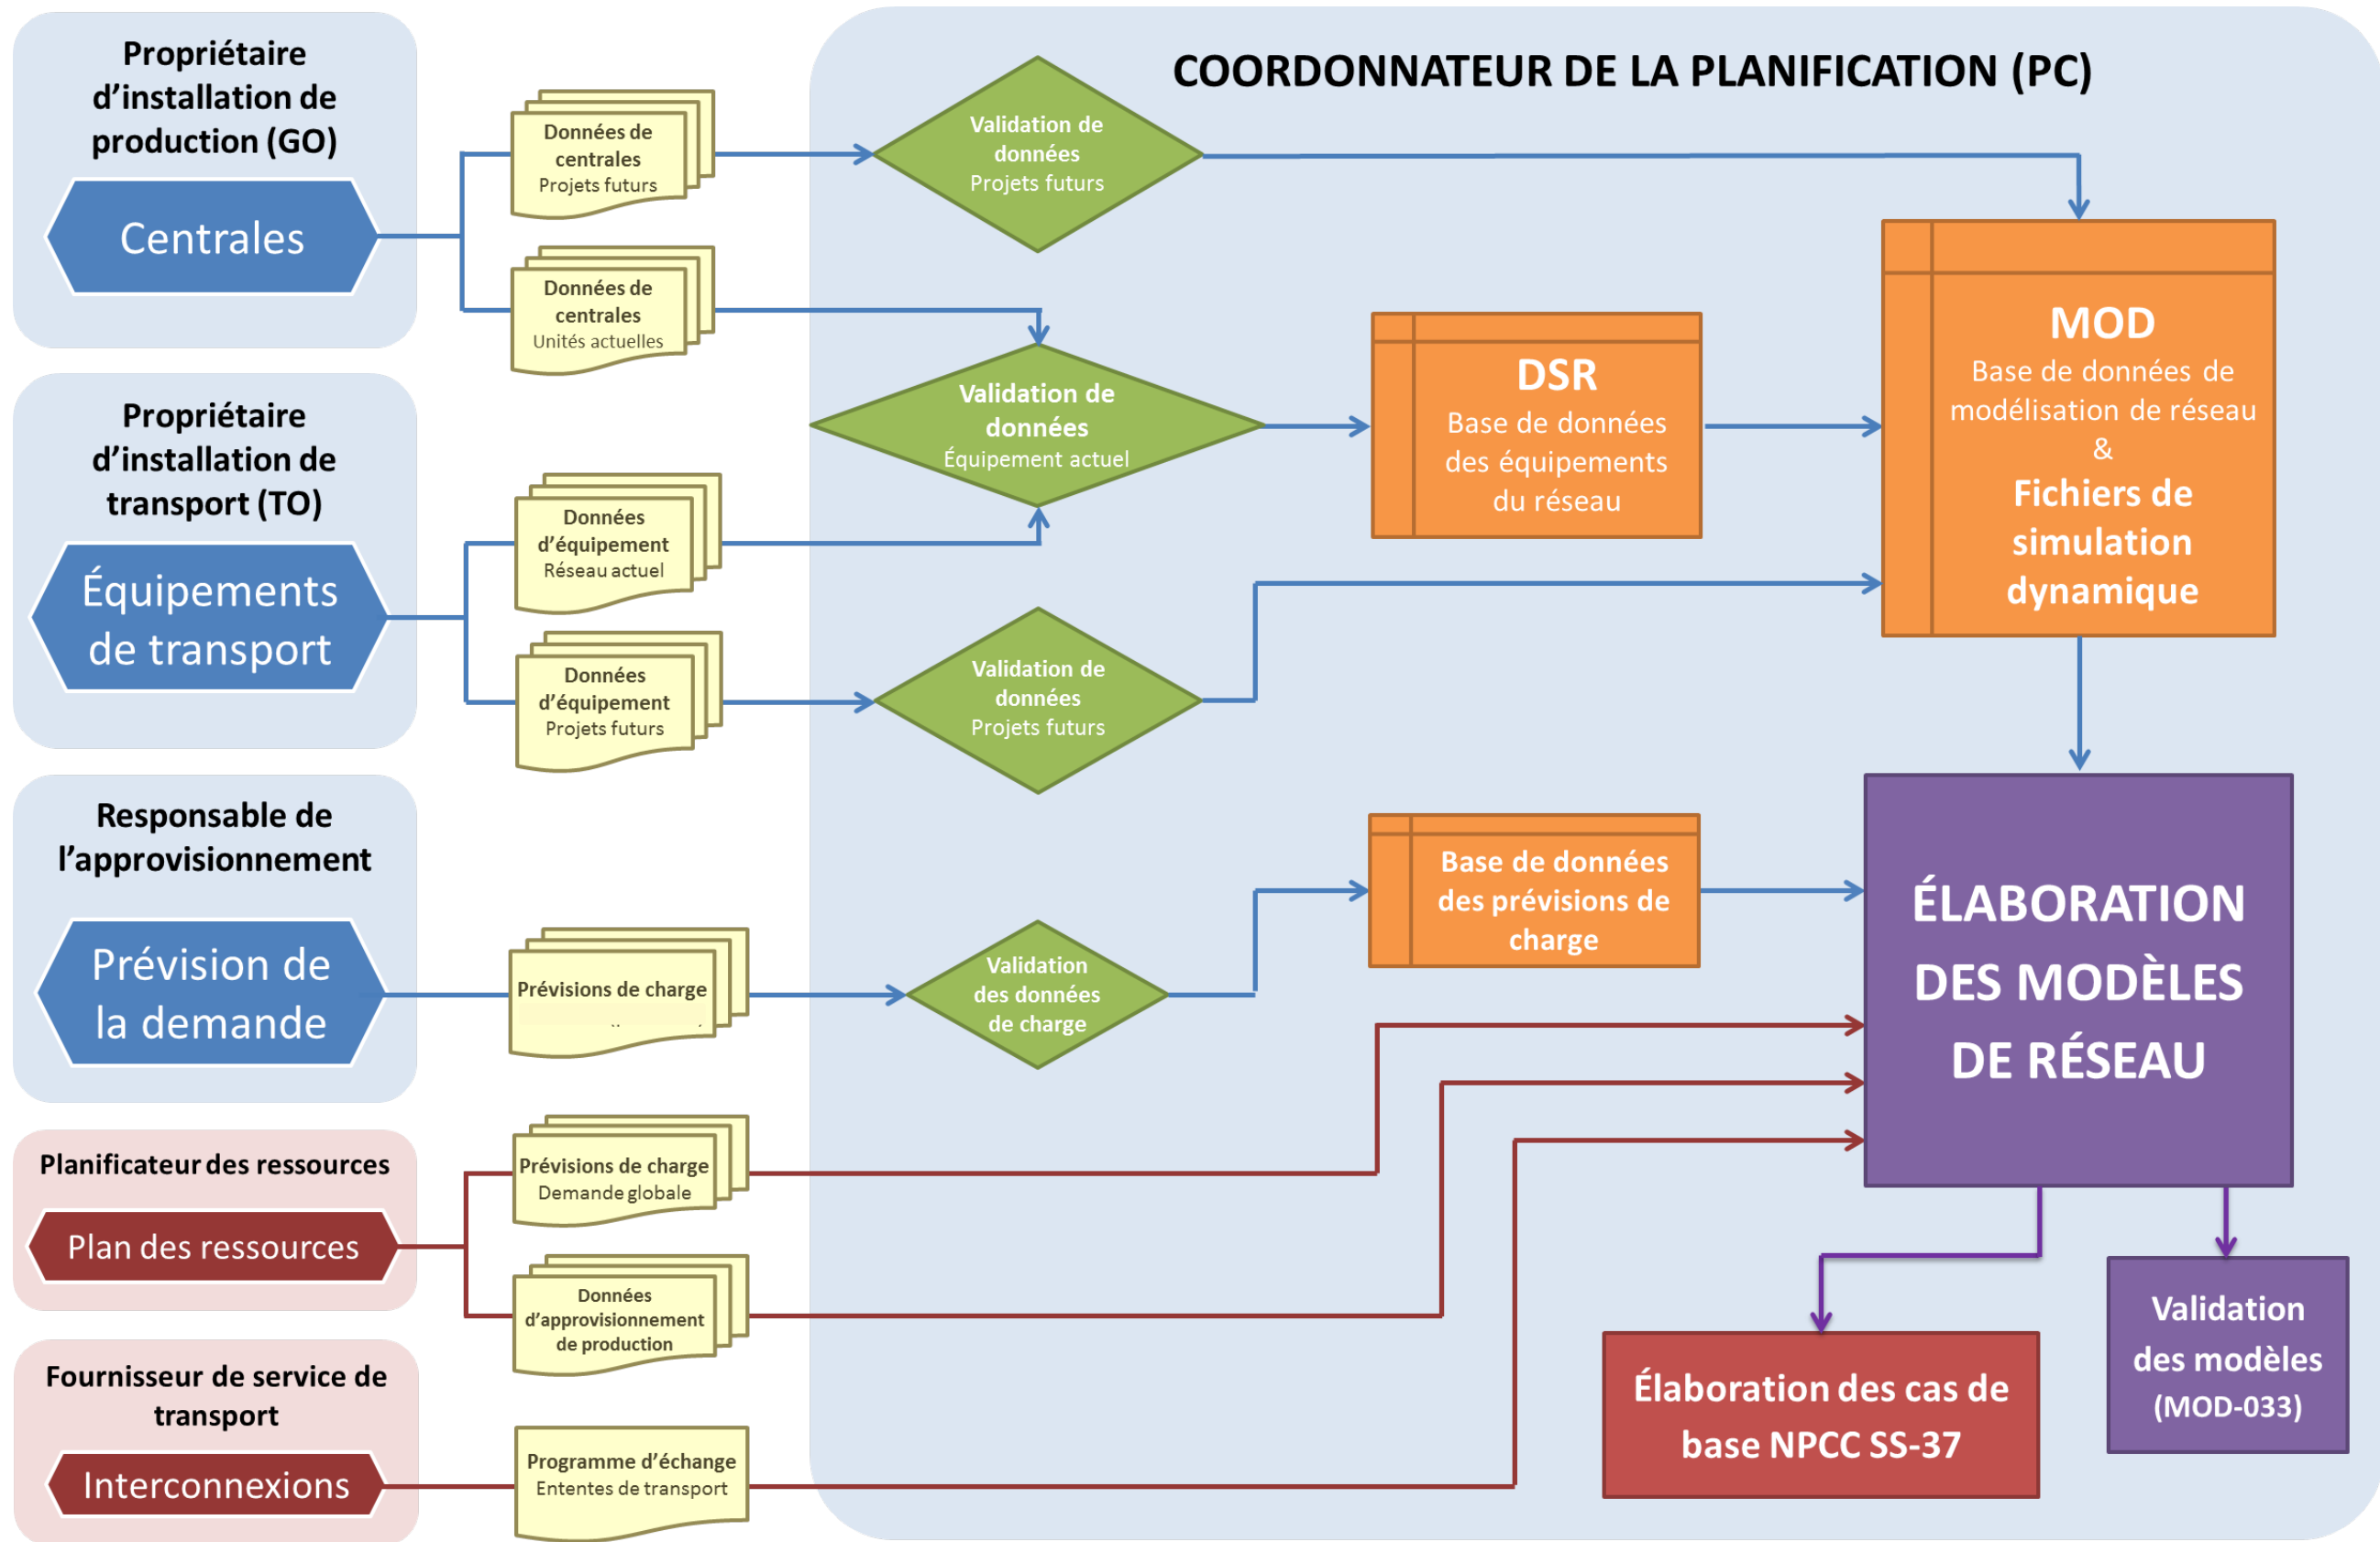 Propriétaire
d’installation de
production (GO)
Centrales
Données de
centrales
Projets futurs
Données de
centrales
Unités actuelles
COORDONNATEUR DE LA PLANIFICATION (PC)
Validation de
données
Projets futurs
Validation de
données
Équipement actuel
DSR
Base de données
des équipements
du réseau
MOD
Base de données de
modélisation de réseau
&
Fichiers de
simulation
dynamique
Propriétaire
d’installation de
transport (TO)
Équipements
de transport
Données
d’équipement
Réseau actuel
Données
d’équipement
Projets futurs
Validation de
données
Projets futurs
Responsable de
l’approvisionnement
Prévision de
la demande
Prévisions de charge
Validation
des données
de charge
Base de données
des prévisions de
charge
ÉLABORATION
DES MODÈLES
DE RÉSEAU
Planificateur des ressources
Plan des ressources
Prévisions de charge
Demande globale
Données
d’approvisionnement
de production
Fournisseur de service de
transport
Interconnexions
Programme d’échange
Ententes de transport
Élaboration des cas de
base NPCC SS-37
Validation
des modèles
(MOD-033)